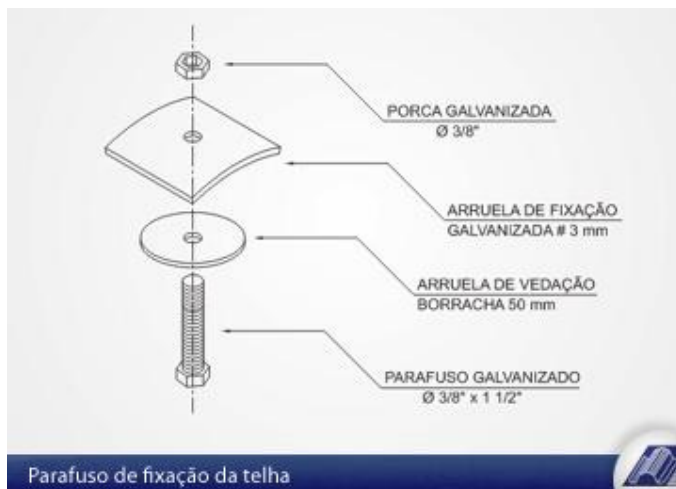 PORCA GALVANIZADA
Ø 3/8"
ARRUELA DE FIXAÇÃO
GALVANIZADA # 3 mm
ARRUELA DE VEDAÇÃO
BORRACHA 50 mm
PARAFUSO GALVANIZADO
Ø 3/8" x 1 1/2"
Parafuso de fixação da telha